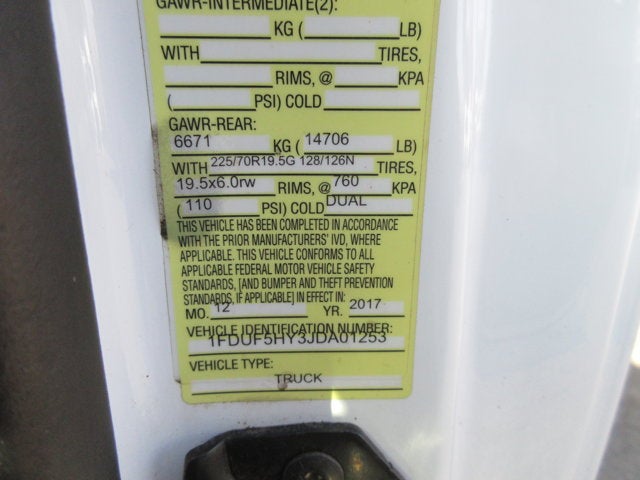 GAWR-INTERMEDIATE(2):
KG ( LB)
WITH TIRES,
RIMS, @ KPA
( PSI) COLD
GAWR-REAR:
6671 KG ( 14706 LB)
WITH 225/70R19.5G 128/126N TIRES,
19.5x6.0rw RIMS, @ 760 KPA
( 110 PSI) COLD DUAL
THIS VEHICLE HAS BEEN COMPLETED IN ACCORDANCE
WITH THE PRIOR MANUFACTURERS' IVD, WHERE
APPLICABLE. THIS VEHICLE CONFORMS TO ALL
APPLICABLE FEDERAL MOTOR VEHICLE SAFETY
STANDARDS, [AND BUMPER AND THEFT PREVENTION
STANDARDS, IF APPLICABLE] IN EFFECT IN:
MO. 12 YR. 2017
VEHICLE IDENTIFICATION NUMBER:
1FDUF5HY3JDA01253
VEHICLE TYPE:
TRUCK